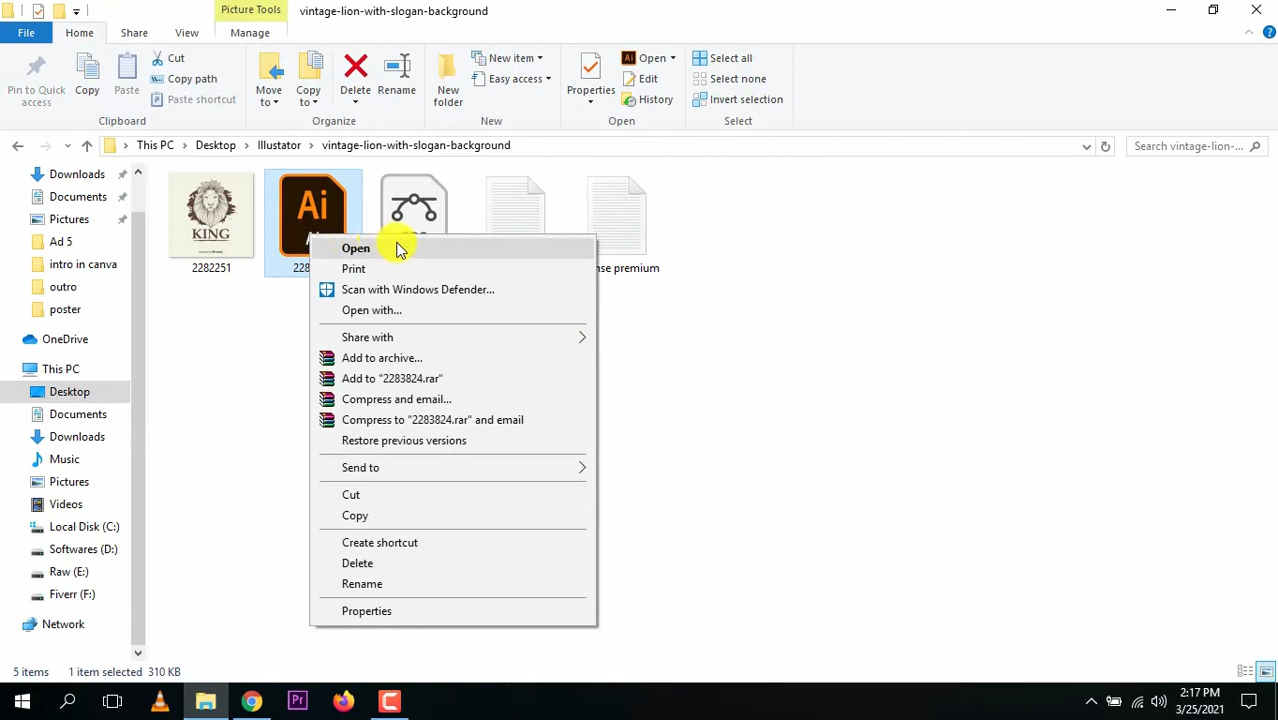 Picture Tools
vintage-lion-with-slogan-background
File
Home
Share
View
Manage
Pin to Quick access
Copy
Paste
Cut
Copy path
Paste shortcut
Clipboard
Move to
Copy to
Delete
Rename
Organize
New folder
New item
Easy access
New
Properties
Open
Edit
History
Open
Select all
Select none
Invert selection
Select
This PC
Desktop
Illustator
vintage-lion-with-slogan-background
Search vintage-lion-...
Downloads
Documents
Pictures
Ad 5
intro in canva
outro
poster
OneDrive
This PC
Desktop
Documents
Downloads
Music
Pictures
Videos
Local Disk (C:)
Softwares (D:)
Raw (E:)
Fiverr (F:)
Network
KING
2282251
Ai
228
nse premium
Open
Print
Scan with Windows Defender...
Open with...
Share with
Add to archive...
Add to "2283824.rar"
Compress and email...
Compress to "2283824.rar" and email
Restore previous versions
Send to
Cut
Copy
Create shortcut
Delete
Rename
Properties
5 items
1 item selected 310 KB
Pr
2:17 PM
3/25/2021